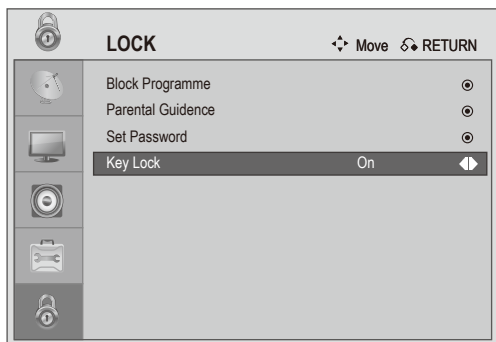 LOCK Move RETURN
Block Programme
Parental Guidence
Set Password
Key Lock On